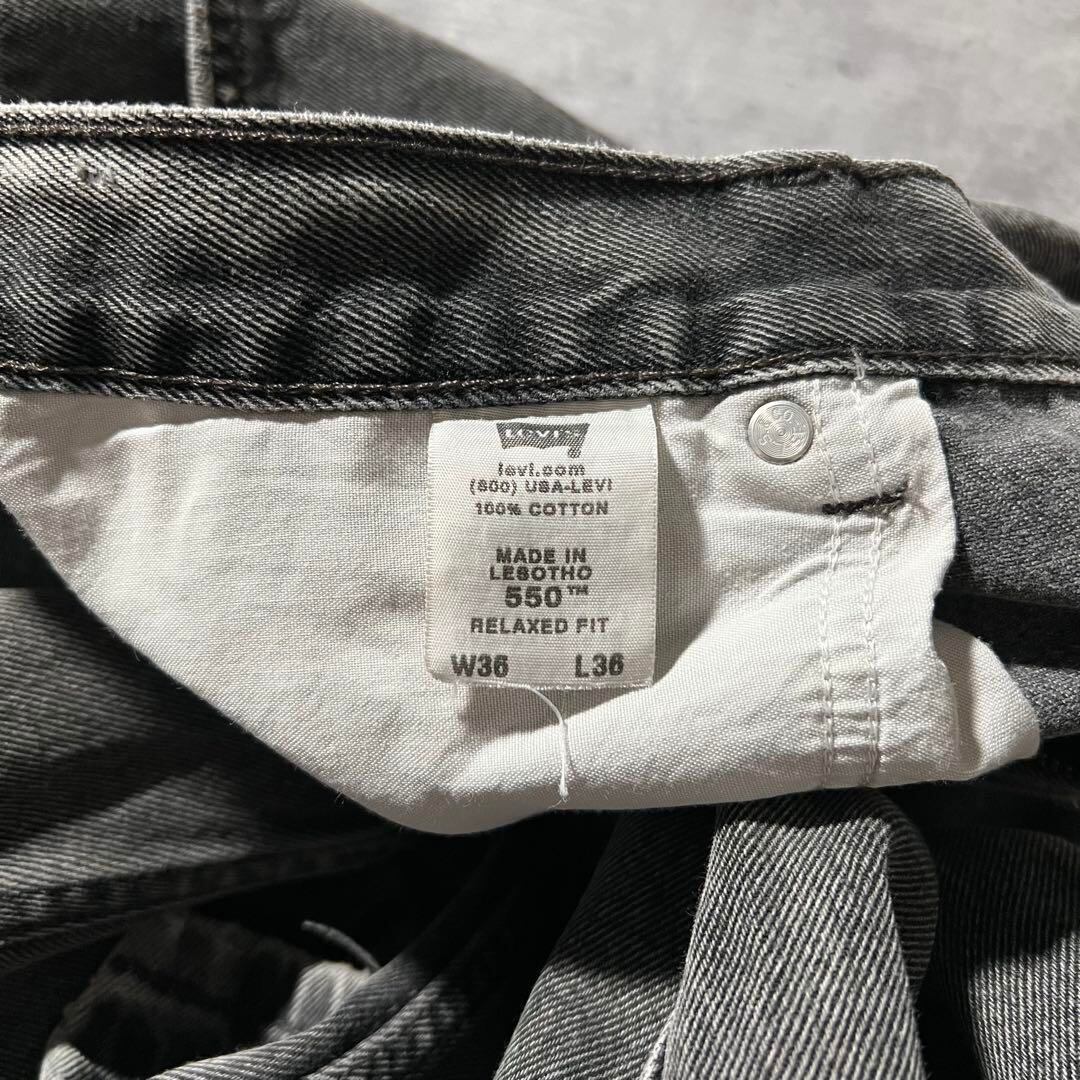 LEVI'S
levi.com
(800) USA-LEVI
100% COTTON
MADE IN
LESOTHO
550™
RELAXED FIT
W36 L36